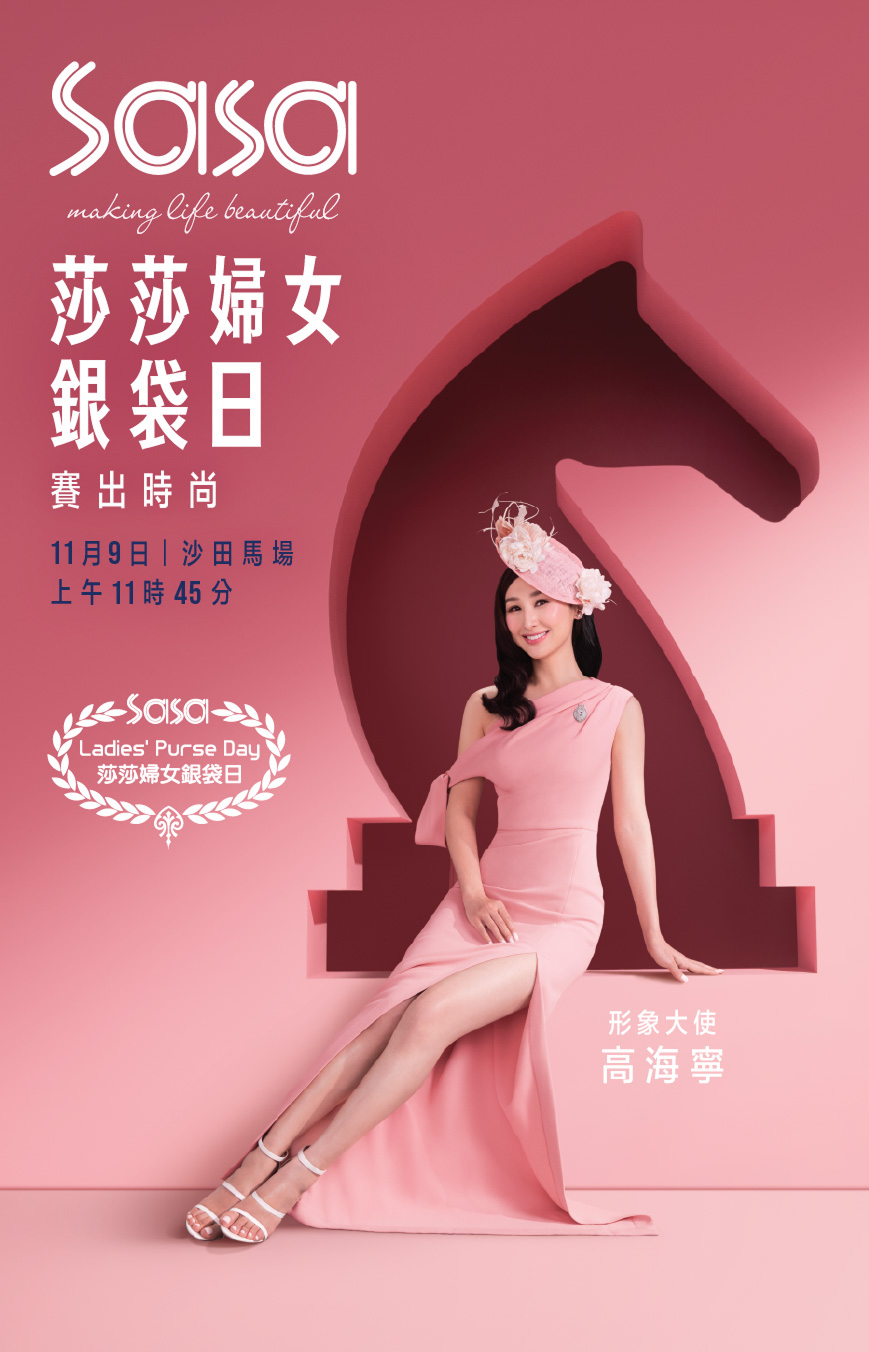 sasa
making life beautiful
莎莎婦女
銀袋日
賽出時尚
11月9日 | 沙田馬場
上午11時45分
sasa
Ladies' Purse Day
莎莎婦女銀袋日
形象大使
高海寧